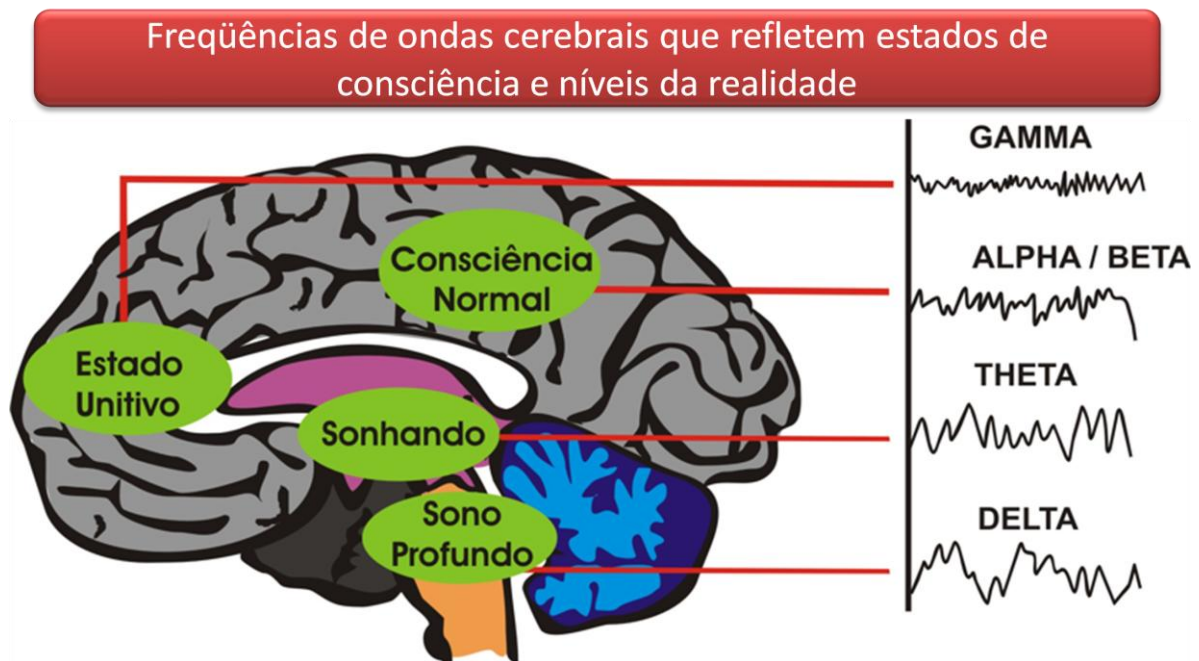 Freqüências de ondas cerebrais que refletem estados de
consciência e níveis da realidade
GAMMA
Consciência
Normal
ALPHA / BETA
Estado
Unitivo
THETA
Sonhando
Sono
Profundo
DELTA